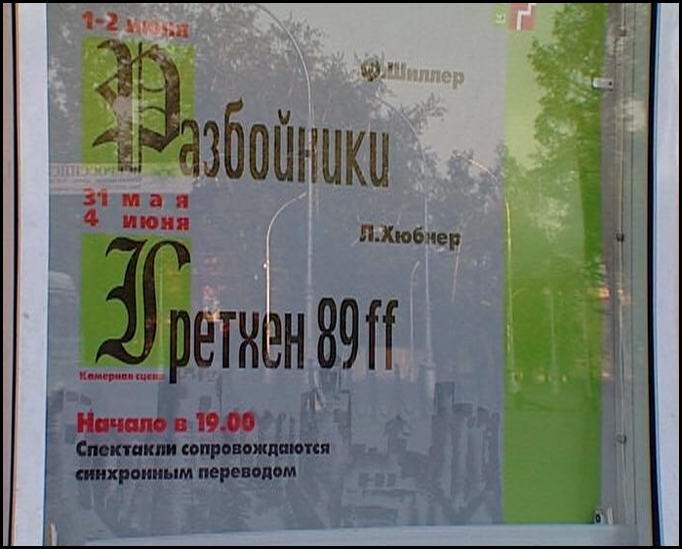 1-2 июня
Ф.Шиллер
Разбойники
31 мая
4 июня
Л.Хюбнер
Гретхен 89 ff
Камерная сцена
Начало в 19.00
Спектакли сопровождаются
синхронным переводом